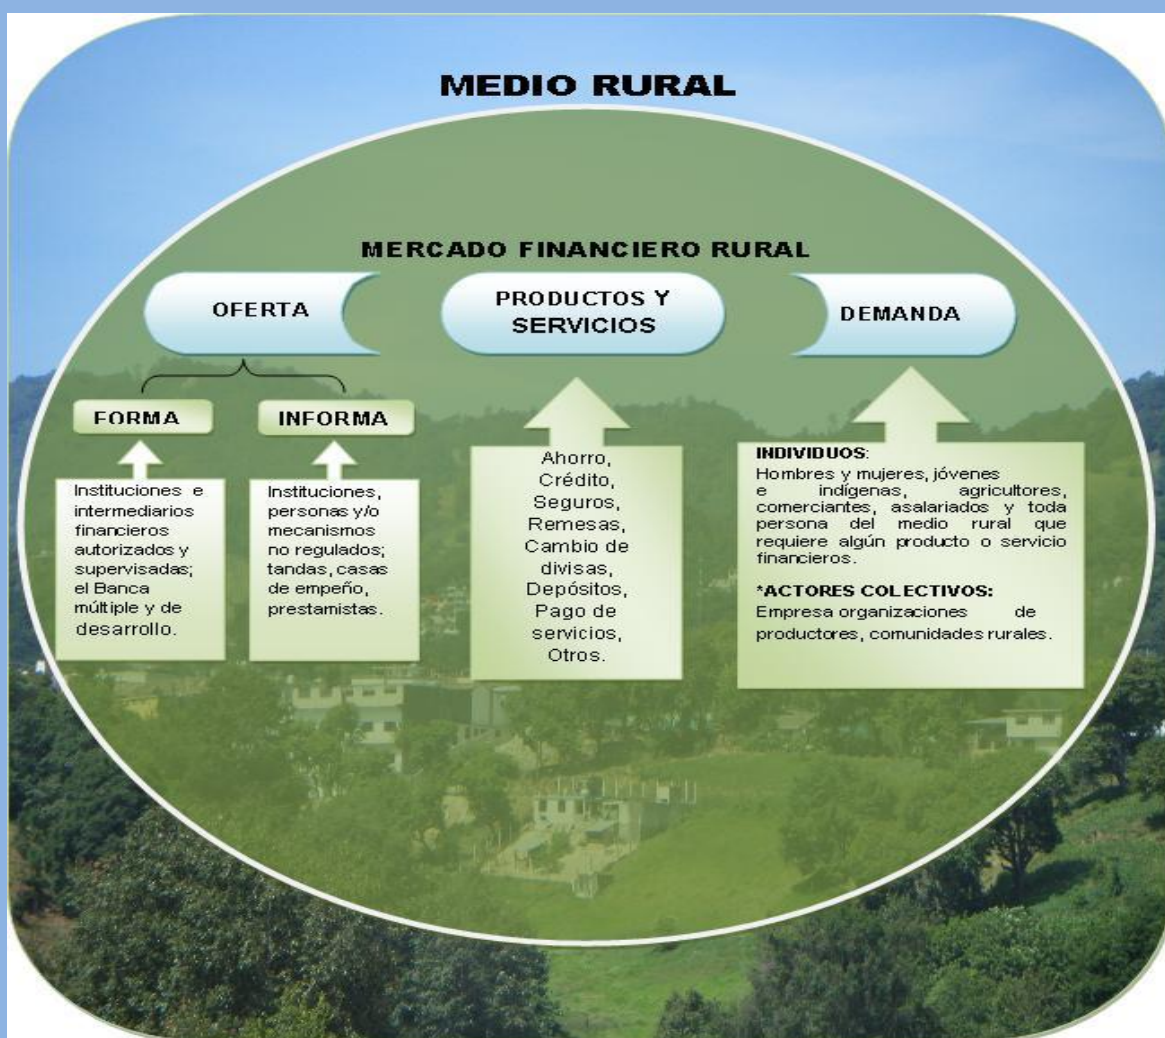 MEDIO RURAL
MERCADO FINANCIERO RURAL
OFERTA
FORMA
Instituciones e
intermediarios
financieros
autorizados y
supervisadas;
el Banca
múltiple y de
desarrollo.
INFORMA
Instituciones,
personas y/o
mecanismos
no regulados;
tandas, casas
de empeño,
prestamistas.
PRODUCTOS Y
SERVICIOS
Ahorro,
Crédito,
Seguros,
Remesas,
Cambio de
divisas,
Depósitos,
Pago de
servicios,
Otros.
DEMANDA
INDIVIDUOS:
Hombres y mujeres, jóvenes
e indígenas, agricultores,
comerciantes, asalariados y toda
persona del medio rural que
requiere algún producto o servicio
financieros.
*ACTORES COLECTIVOS:
Empresa organizaciones de
productores, comunidades rurales.